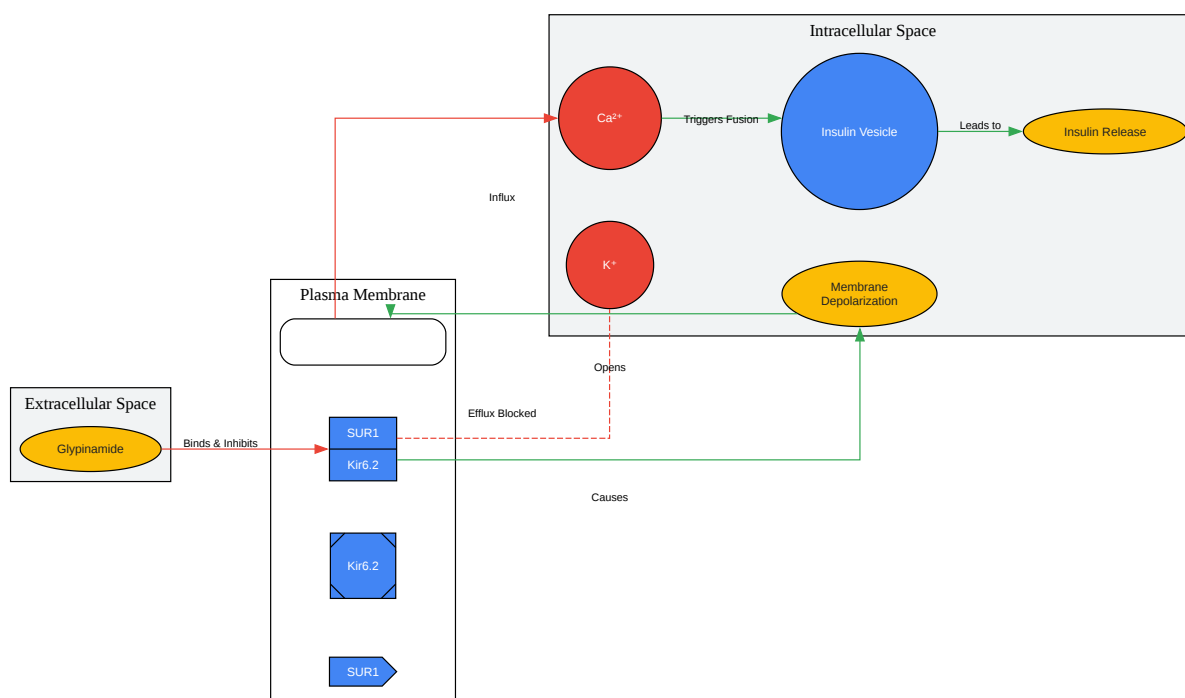 Intracellular Space
Ca²⁺
Triggers Fusion
Insulin Vesicle
Leads to
Insulin Release
Influx
K⁺
Membrane
Depolarization
Plasma Membrane
Opens
Extracellular Space
Glypinamide
Binds & Inhibits
SUR1
Kir6.2
Efflux Blocked
Causes
Kir6.2
SUR1